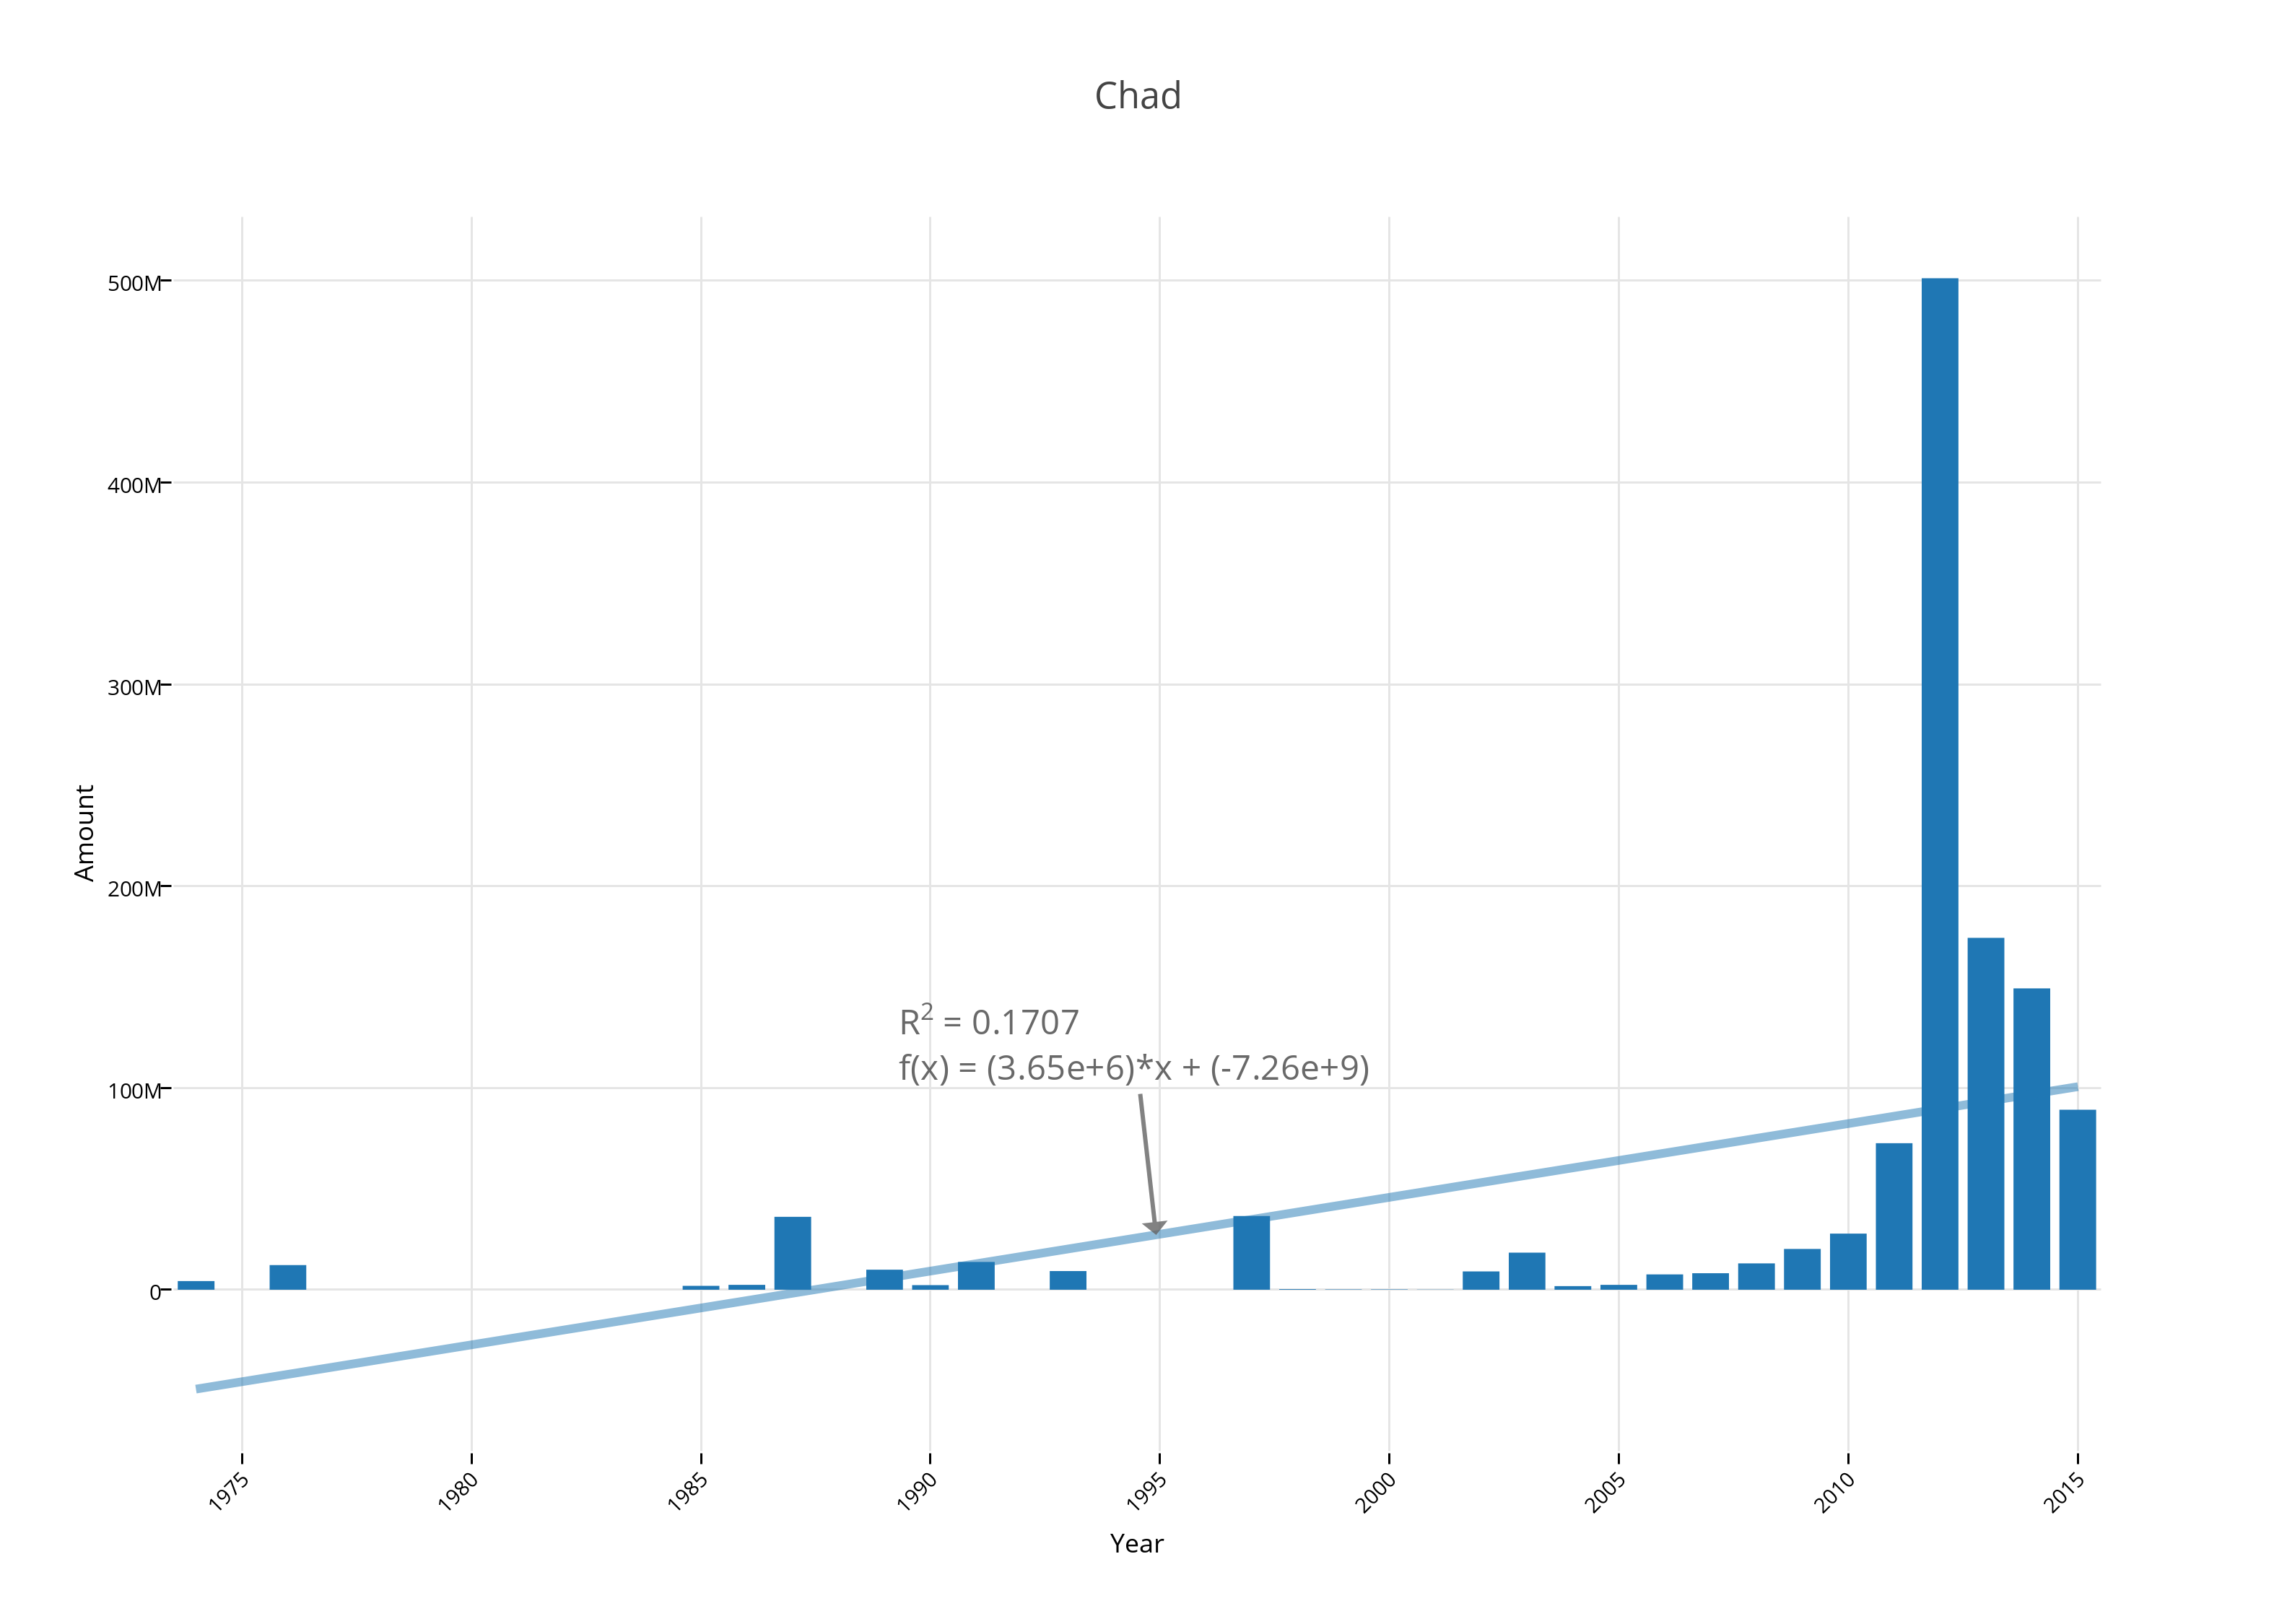 Chad
500M
400M
300M
200M
100M
0
Amount
R² = 0.1707
f(x) = (3.65e+6)*x + (-7.26e+9)
1975
1980
1985
1990
1995
2000
2005
2010
2015
Year